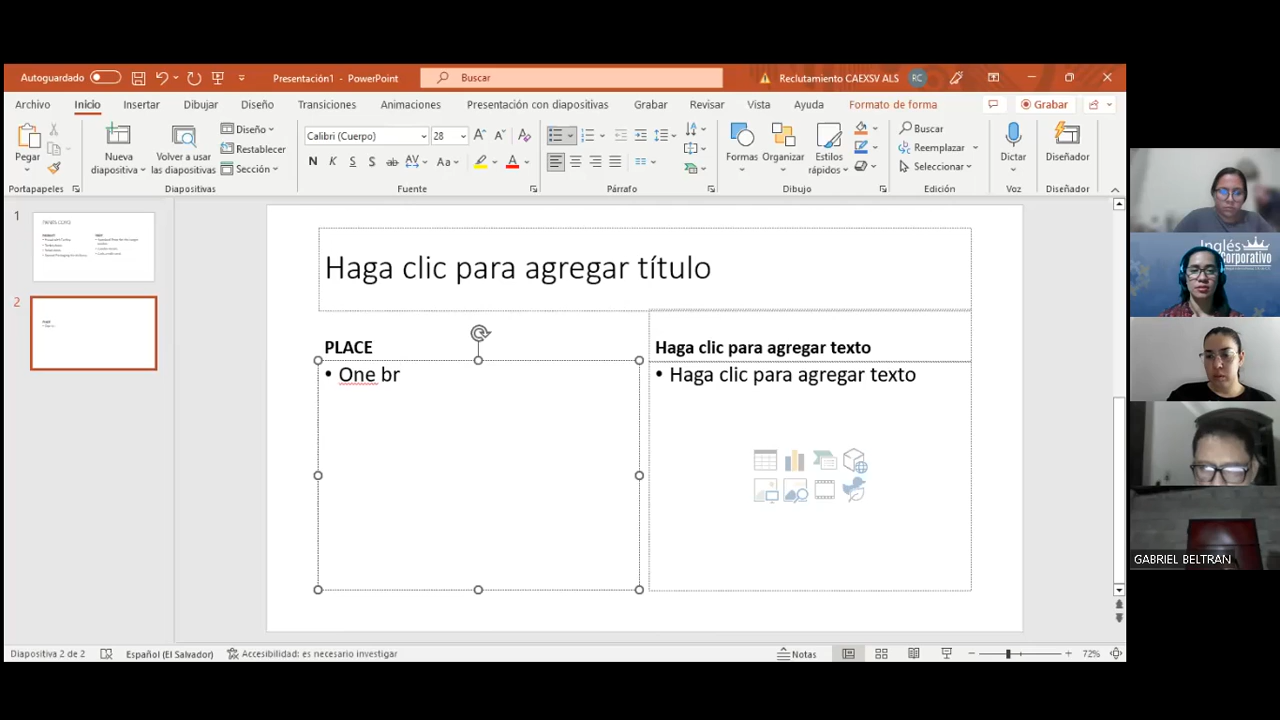 Autoguardado
Presentación1 - PowerPoint
Buscar
Reclutamiento CAEXSV ALS
RC
Archivo
Inicio
Insertar
Dibujar
Diseño
Transiciones
Animaciones
Presentación con diapositivas
Grabar
Revisar
Vista
Ayuda
Formato de forma
Grabar
Pegar
Nueva diapositiva
Volver a usar las diapositivas
Diseño
Restablecer
Sección
Calibri (Cuerpo)
28
N K S S ab AV Aa A
Formas
Organizar
Estilos rápidos
Buscar
Reemplazar
Seleccionar
Dictar
Diseñador
Portapapeles
Diapositivas
Fuente
Párrafo
Dibujo
Edición
Voz
Diseñador
1
2
Haga clic para agregar título
PLACE
• One br
Haga clic para agregar texto
• Haga clic para agregar texto
Inglés
Corporativo
GABRIEL BELTRAN
Diapositiva 2 de 2
Español (El Salvador)
Accesibilidad: es necesario investigar
Notas
72%